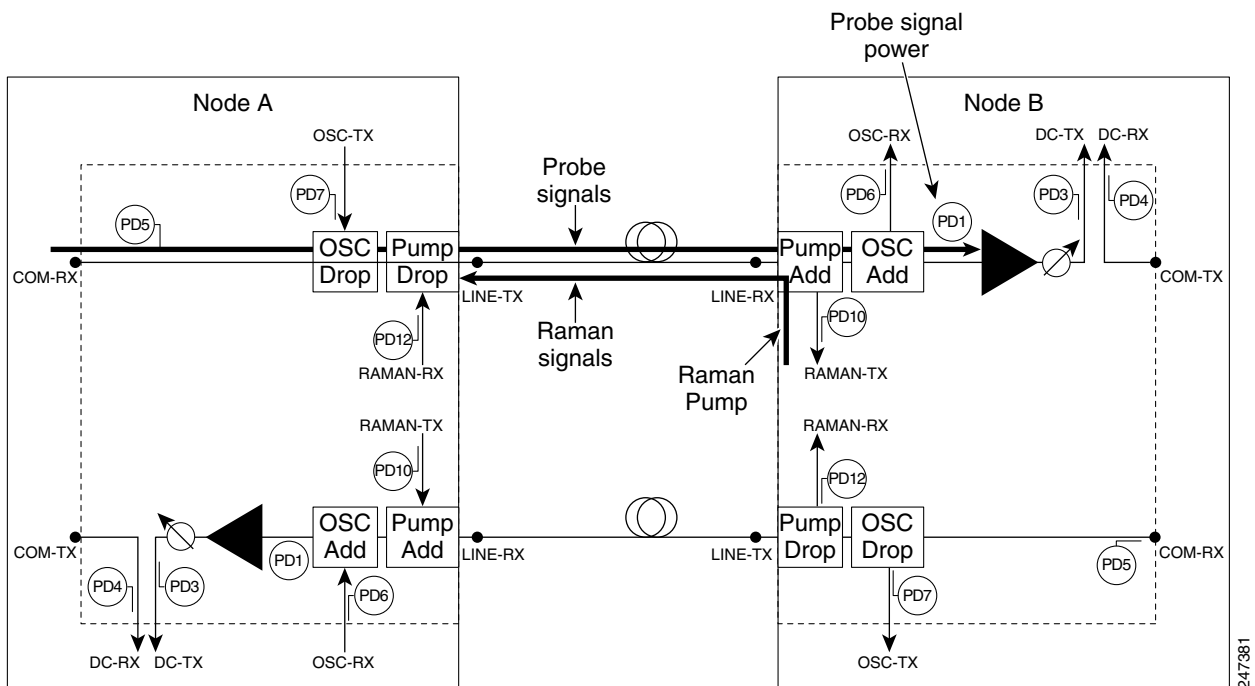 Probe signal
power
Node A
Node B
OSC-TX
OSC-RX
DC-TX
DC-RX
Probe
signals
PD7
PD6
PD3
PD4
PD5
PD1
OSC
Drop
Pump
Drop
Pump
Add
OSC
Add
COM-RX
LINE-TX
LINE-RX
COM-TX
PD12
Raman
signals
PD10
RAMAN-RX
Raman
Pump
RAMAN-TX
RAMAN-TX
RAMAN-RX
PD10
PD12
OSC
Add
Pump
Add
Pump
Drop
OSC
Drop
COM-TX
PD1
LINE-RX
LINE-TX
COM-RX
PD4
PD3
PD6
PD7
PD5
DC-RX
DC-TX
OSC-RX
OSC-TX
247381